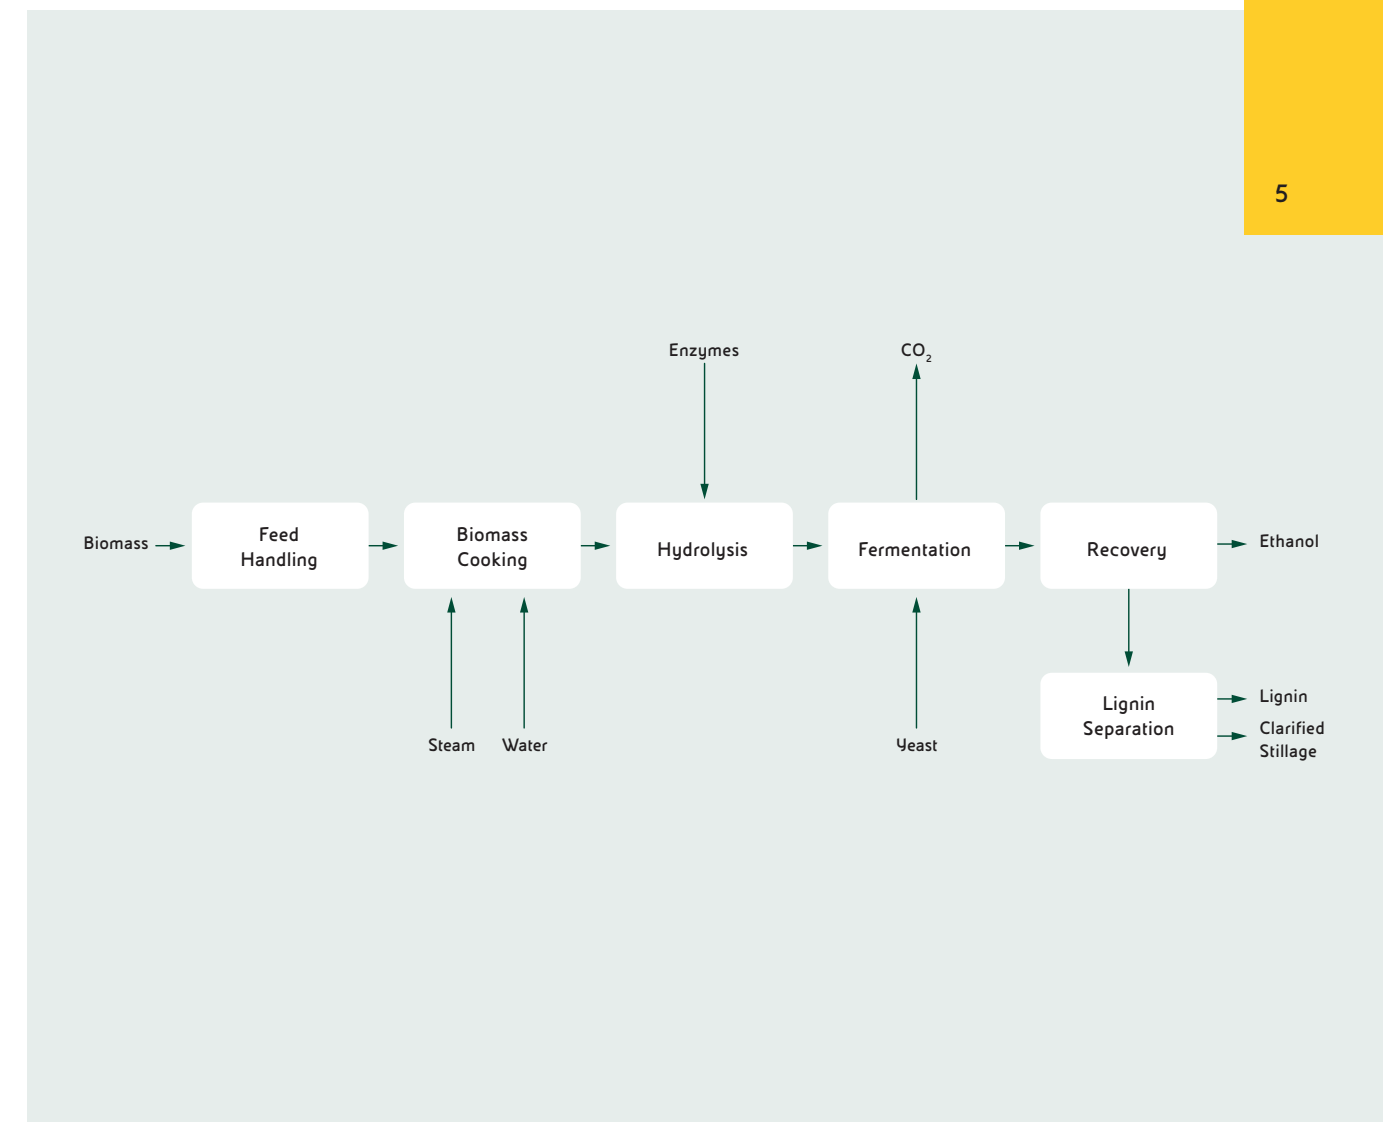 5
Enzymes
CO₂
Biomass
Feed
Handling
Biomass
Cooking
Hydrolysis
Fermentation
Recovery
Ethanol
Lignin
Separation
Lignin
Clarified
Stillage
Steam
Water
Yeast